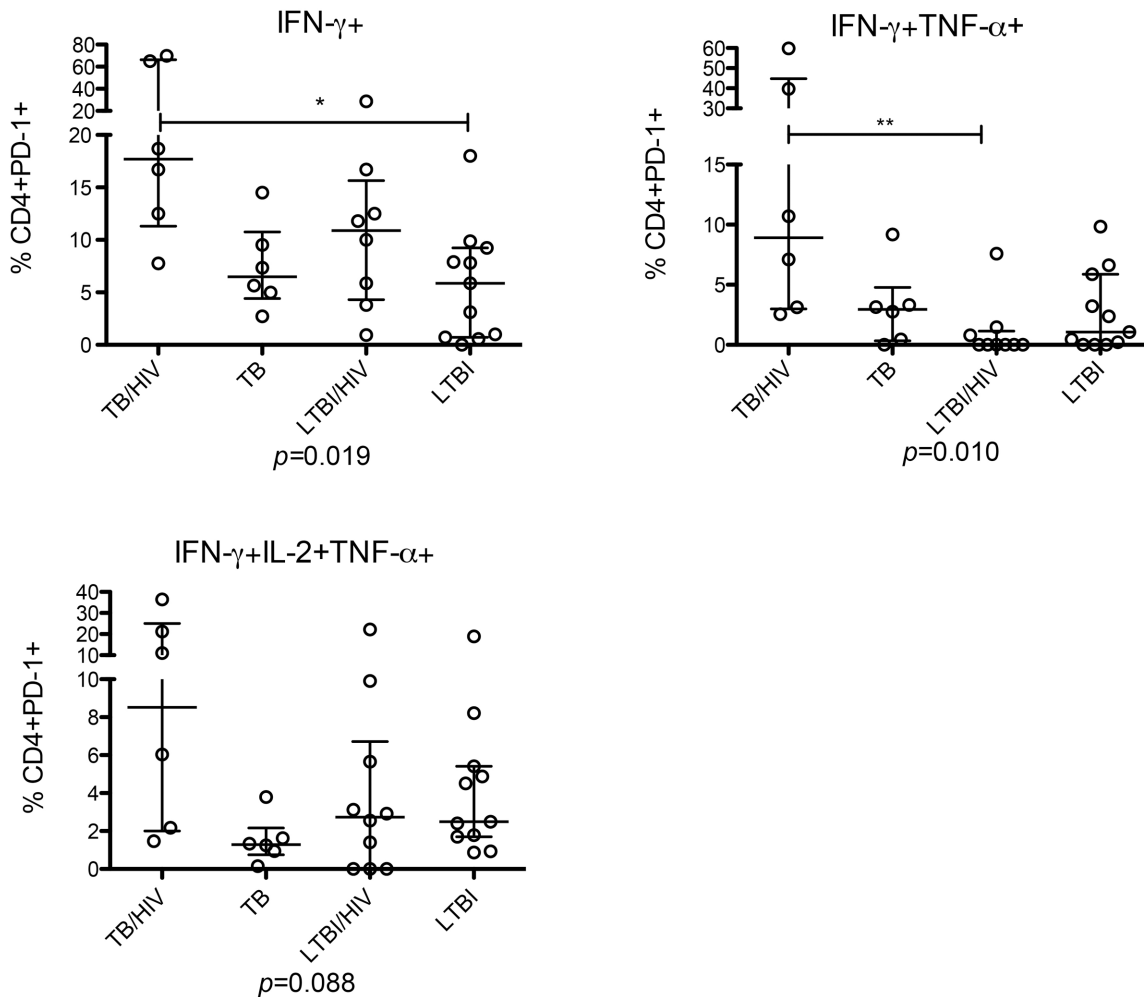 IFN-γ+
% CD4+PD-1+
80
60
40
20
20
15
10
5
0
*
TB/HIV
TB
LTBI/HIV
LTBI
p=0.019
IFN-γ+TNF-α+
% CD4+PD-1+
60
50
40
30
15
10
5
0
**
TB/HIV
TB
LTBI/HIV
LTBI
p=0.010
IFN-γ+IL-2+TNF-α+
% CD4+PD-1+
40
30
20
10
10
8
6
4
2
0
TB/HIV
TB
LTBI/HIV
LTBI
p=0.088